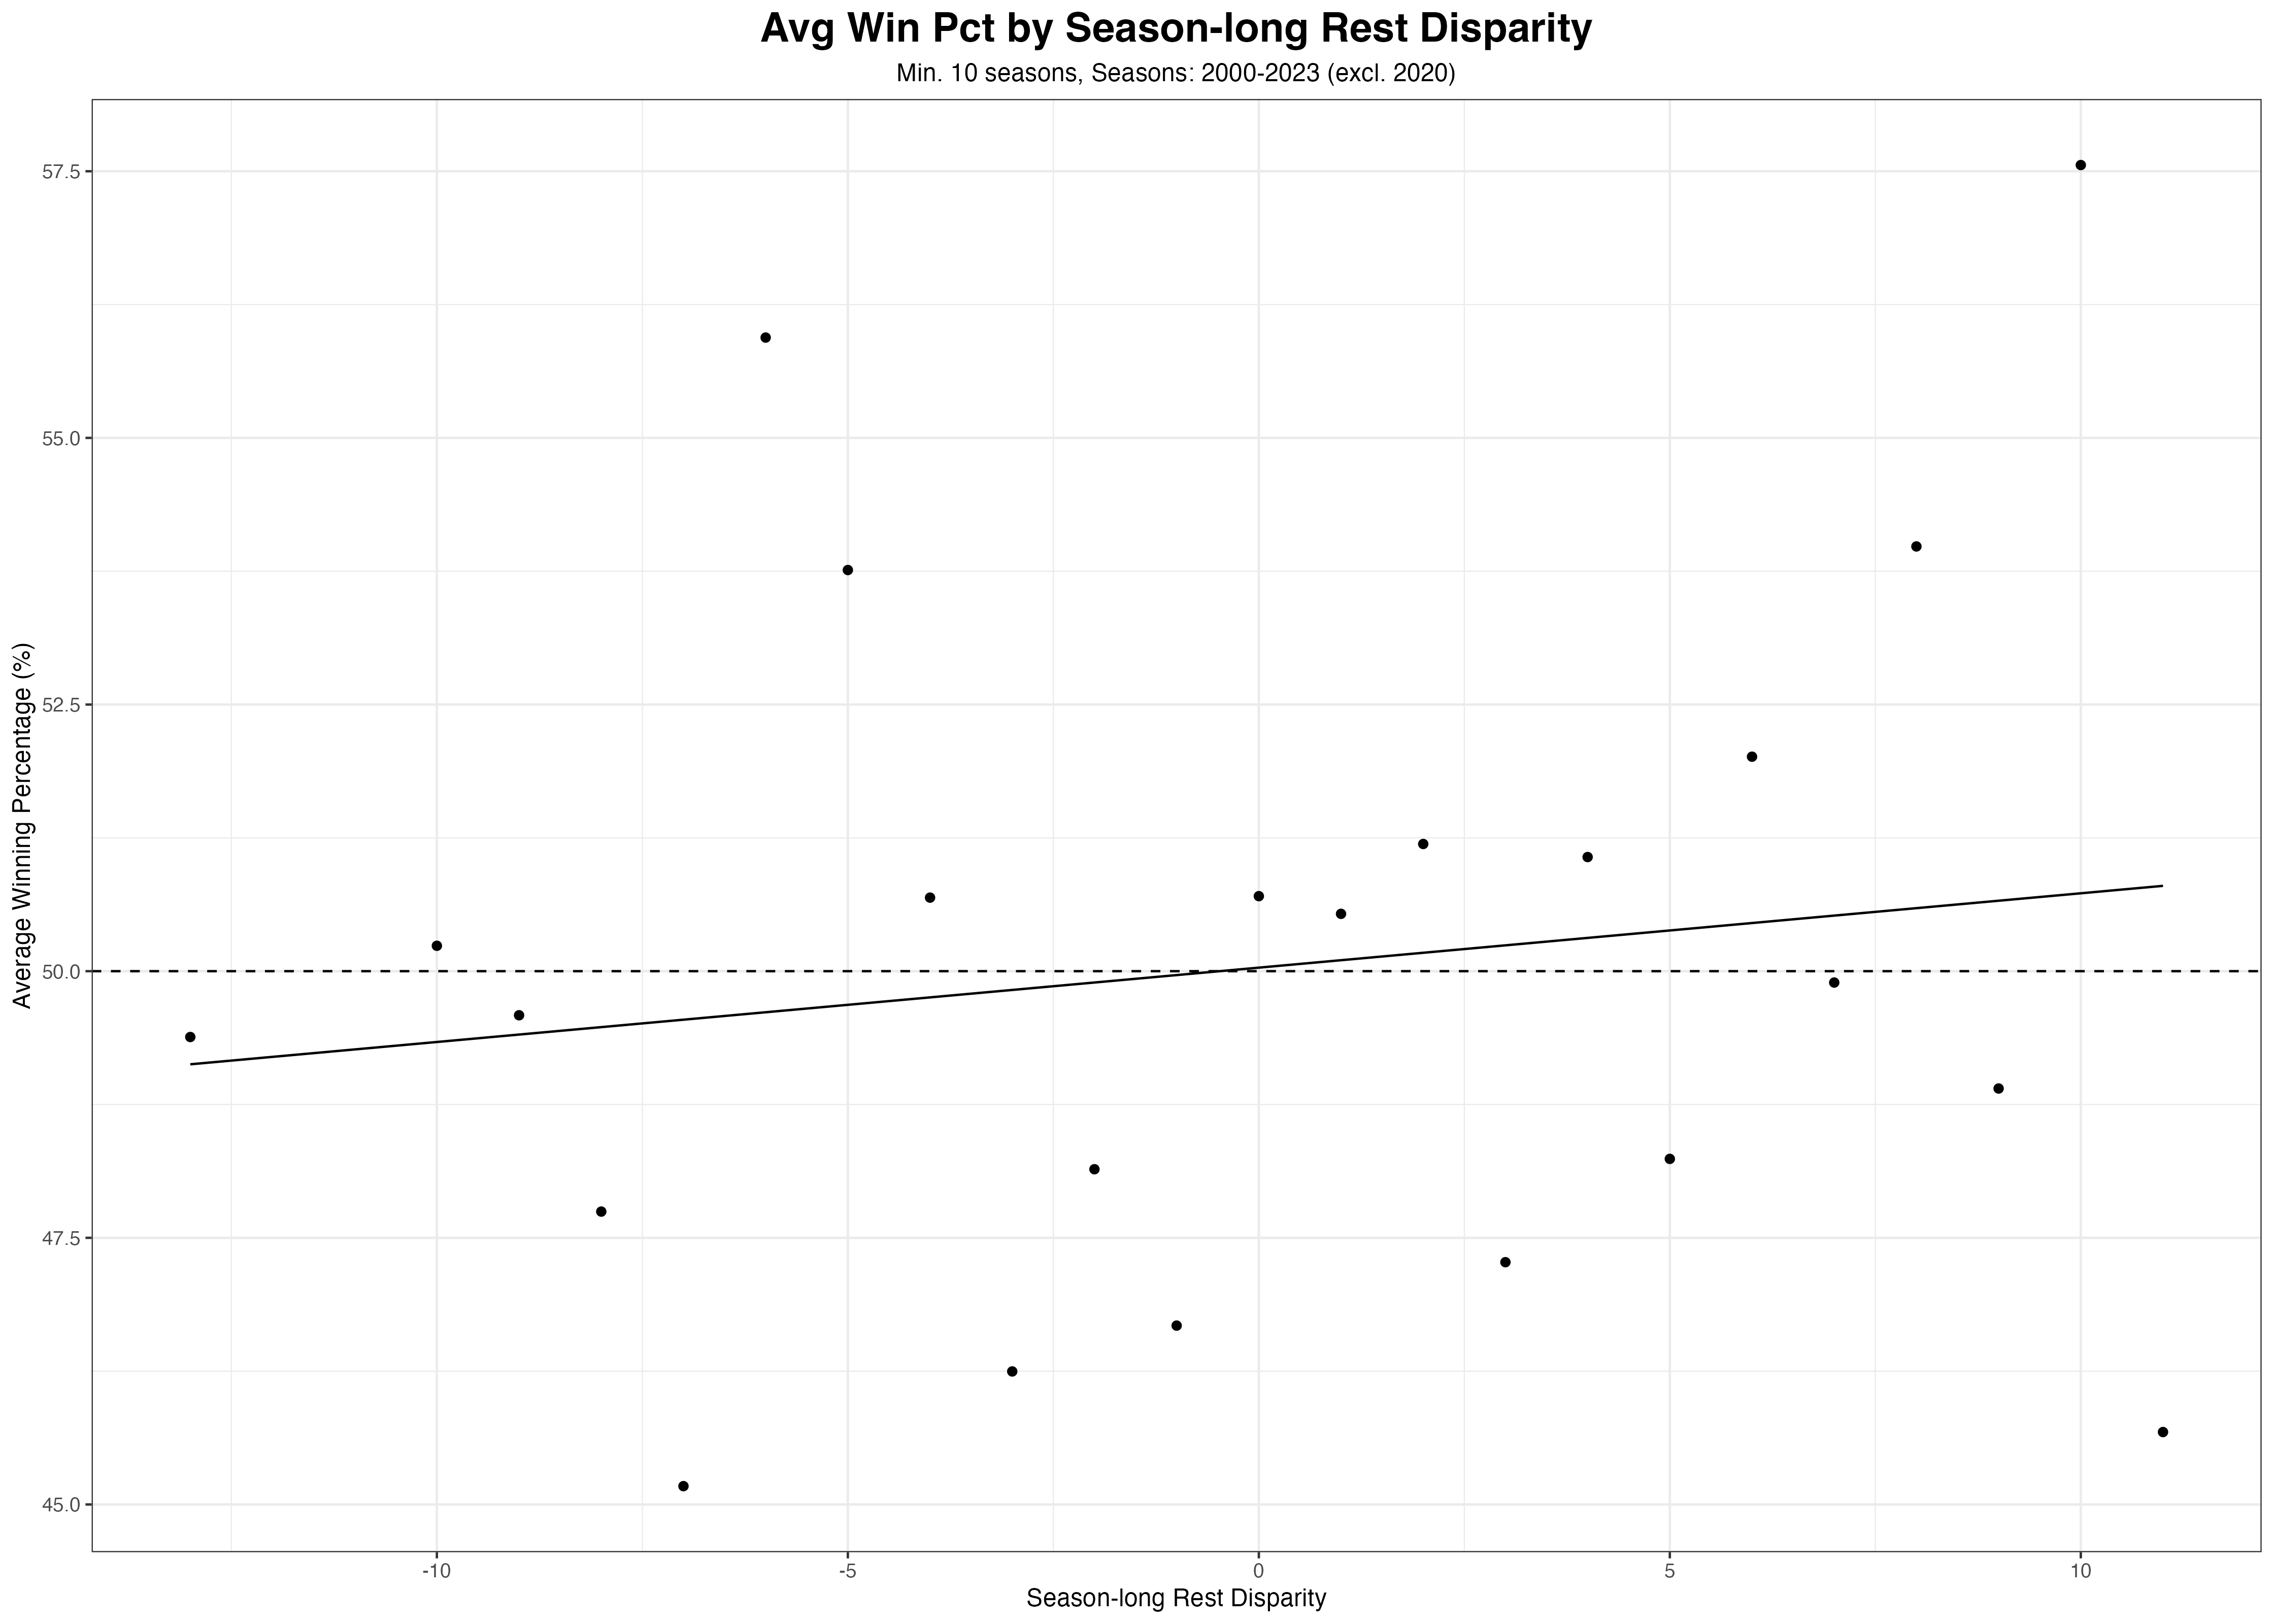 Avg Win Pct by Season-long Rest Disparity
Min. 10 seasons, Seasons: 2000-2023 (excl. 2020)
Average Winning Percentage (%)
57.5
55.0
52.5
50.0
47.5
45.0
-10
-5
0
5
10
Season-long Rest Disparity